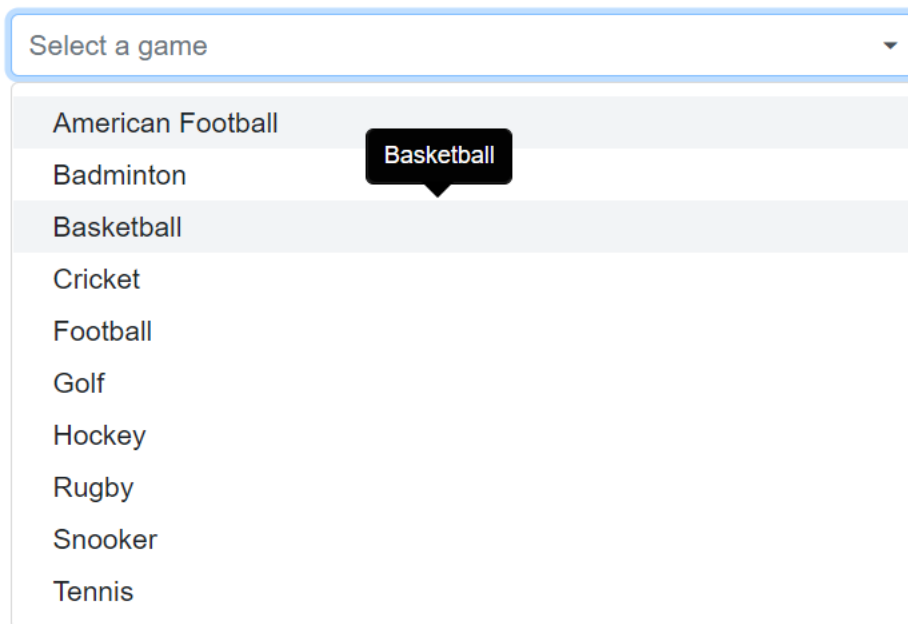 Select a game
American Football
Basketball
Badminton
Basketball
Cricket
Football
Golf
Hockey
Rugby
Snooker
Tennis